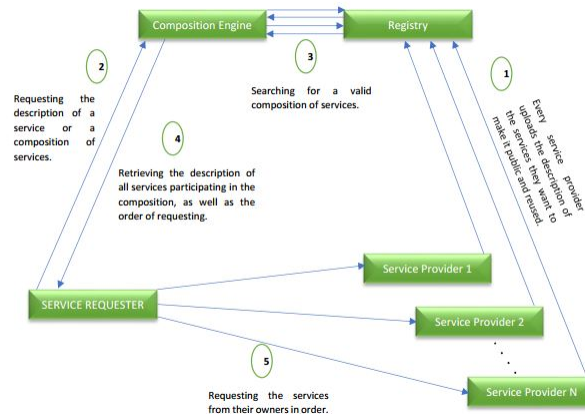 Composition Engine
Registry
2
3
1
Requesting the
description of a
service or a
composition of
services.
Searching for a valid
composition of services.
Every service provider
uploads the description of
the services they want to
make it public and reused.
4
Retrieving the description of
all services participating in the
composition, as well as the
order of requesting.
Service Provider 1
SERVICE REQUESTER
Service Provider 2
5
Service Provider N
Requesting the services
from their owners in order.